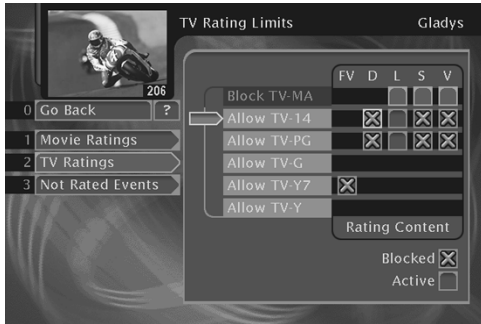 TV Rating Limits Gladys
206
0 Go Back ?
1 Movie Ratings
2 TV Ratings
3 Not Rated Events
FV D L S V
Block TV-MA
Allow TV-14
Allow TV-PG
Allow TV-G
Allow TV-Y7
Allow TV-Y
Rating Content
Blocked
Active